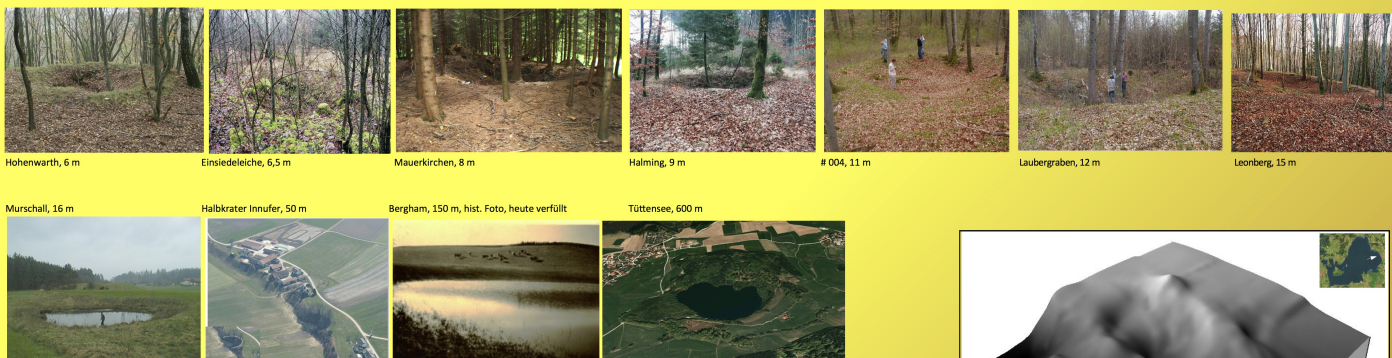 Hohenwarth, 6 m
Einsiedeleiche, 6,5 m
Mauerkirchen, 8 m
Halming, 9 m
# 004, 11 m
Laubergraben, 12 m
Leonberg, 15 m
Murschall, 16 m
Halbkrater Innufer, 50 m
Bergham, 150 m, hist. Foto, heute verfüllt
Tüttensee, 600 m